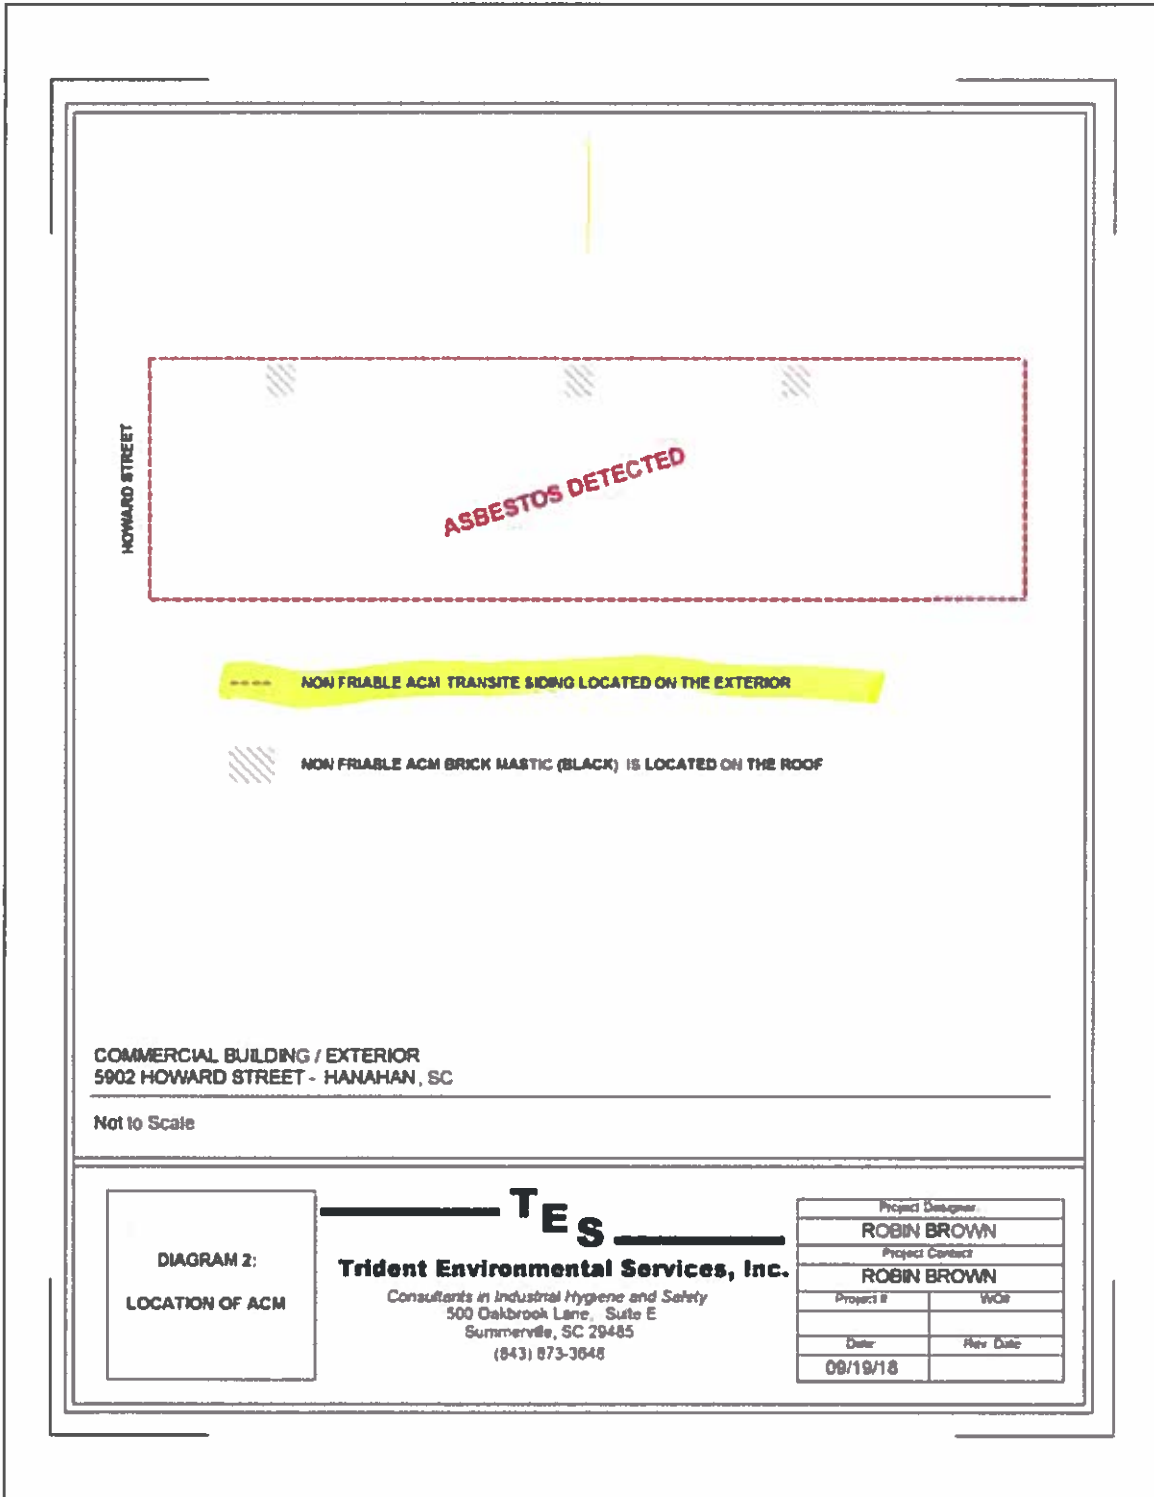 HOWARD STREET
ASBESTOS DETECTED
NON FRIABLE ACM TRANSITE SIDING LOCATED ON THE EXTERIOR
NON FRIABLE ACM BRICK MASTIC (BLACK) IS LOCATED ON THE ROOF
COMMERCIAL BUILDING / EXTERIOR
5902 HOWARD STREET - HANAHAN, SC
Not to Scale
DIAGRAM 2:
LOCATION OF ACM
TES
Trident Environmental Services, Inc.
Consultants in Industrial Hygiene and Safety
500 Oakbrook Lane, Suite E
Summerville, SC 29485
(843) 873-3648
Project Designer
ROBIN BROWN
Project Contact
ROBIN BROWN
Project # WO#
Date Rev Date
09/19/18